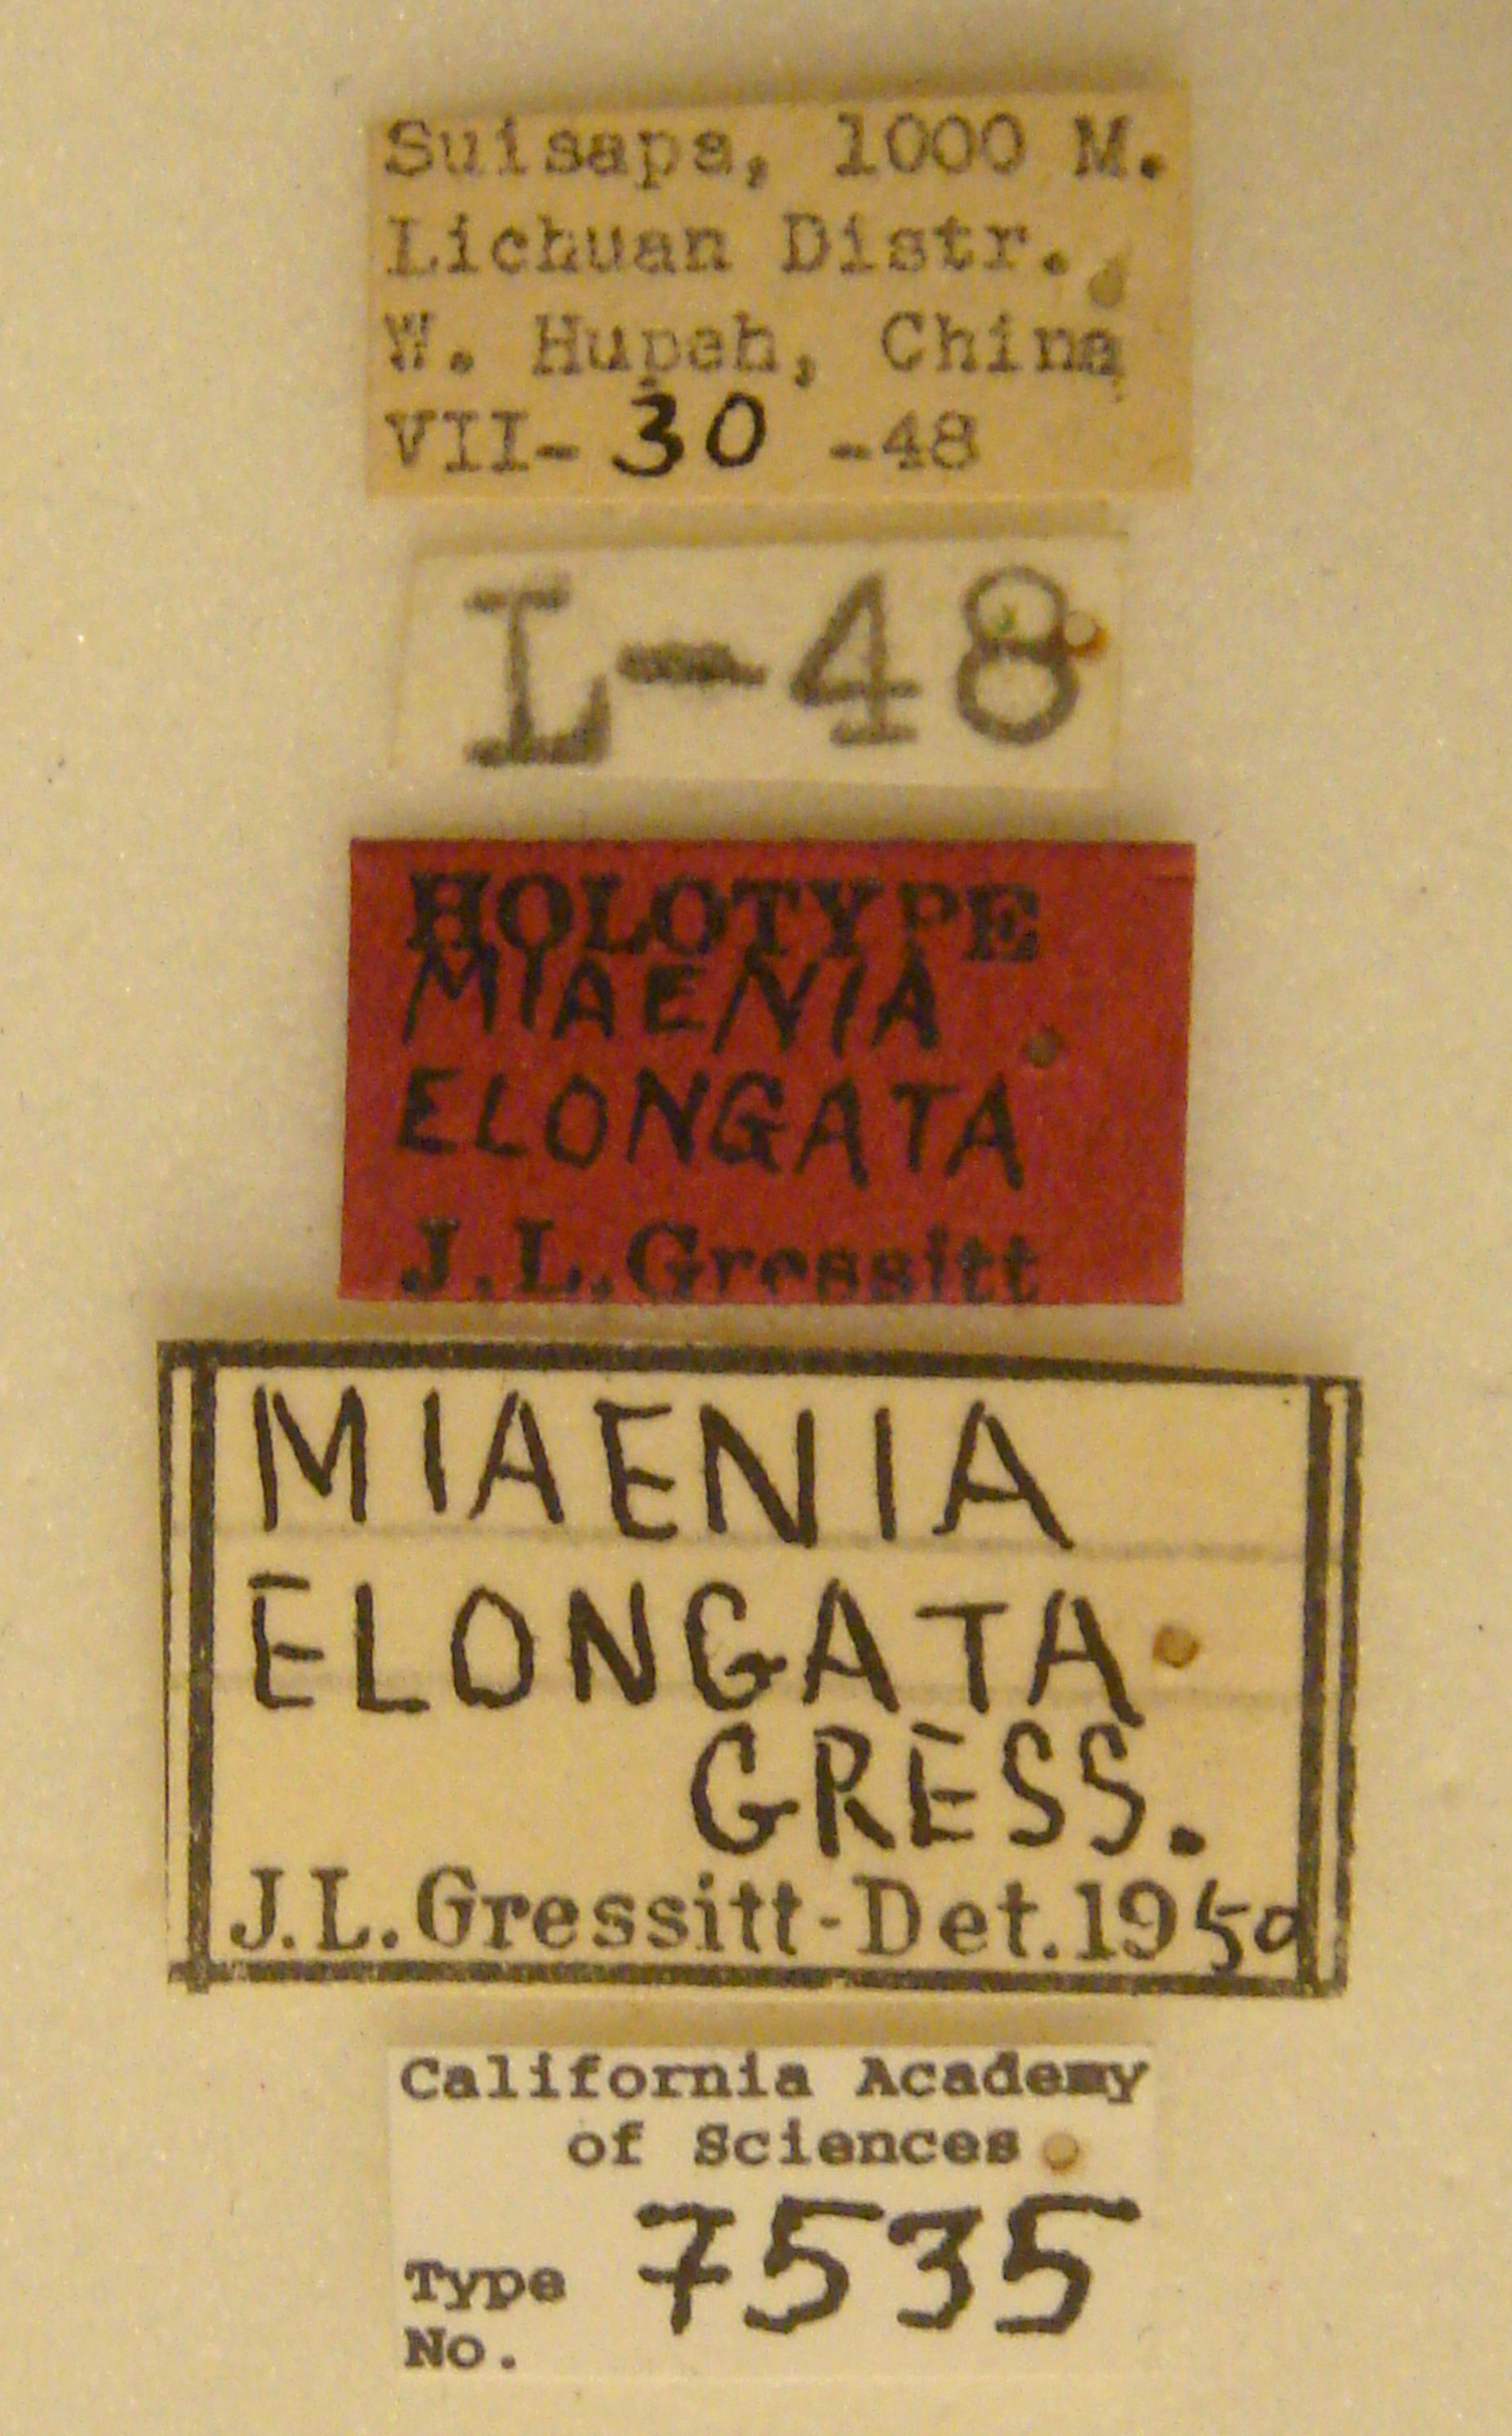 Suisapa, 1000 M.
Lichuan Distr.
W. Hupeh, China
VII- 30 -48
L-48
HOLOTYPE
MIAENIA
ELONGATA
J.L.Gressitt
MIAENIA
ELONGATA
GRESS.
J.L.Gressitt-Det.1950
California Academy
of Sciences
Type 7535
No.